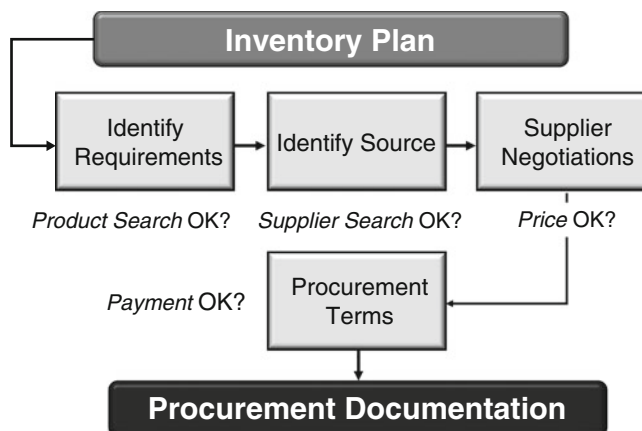 Inventory Plan
Identify
Requirements
Identify Source
Supplier
Negotiations
Product Search OK?
Supplier Search OK?
Price OK?
Payment OK?
Procurement
Terms
Procurement Documentation